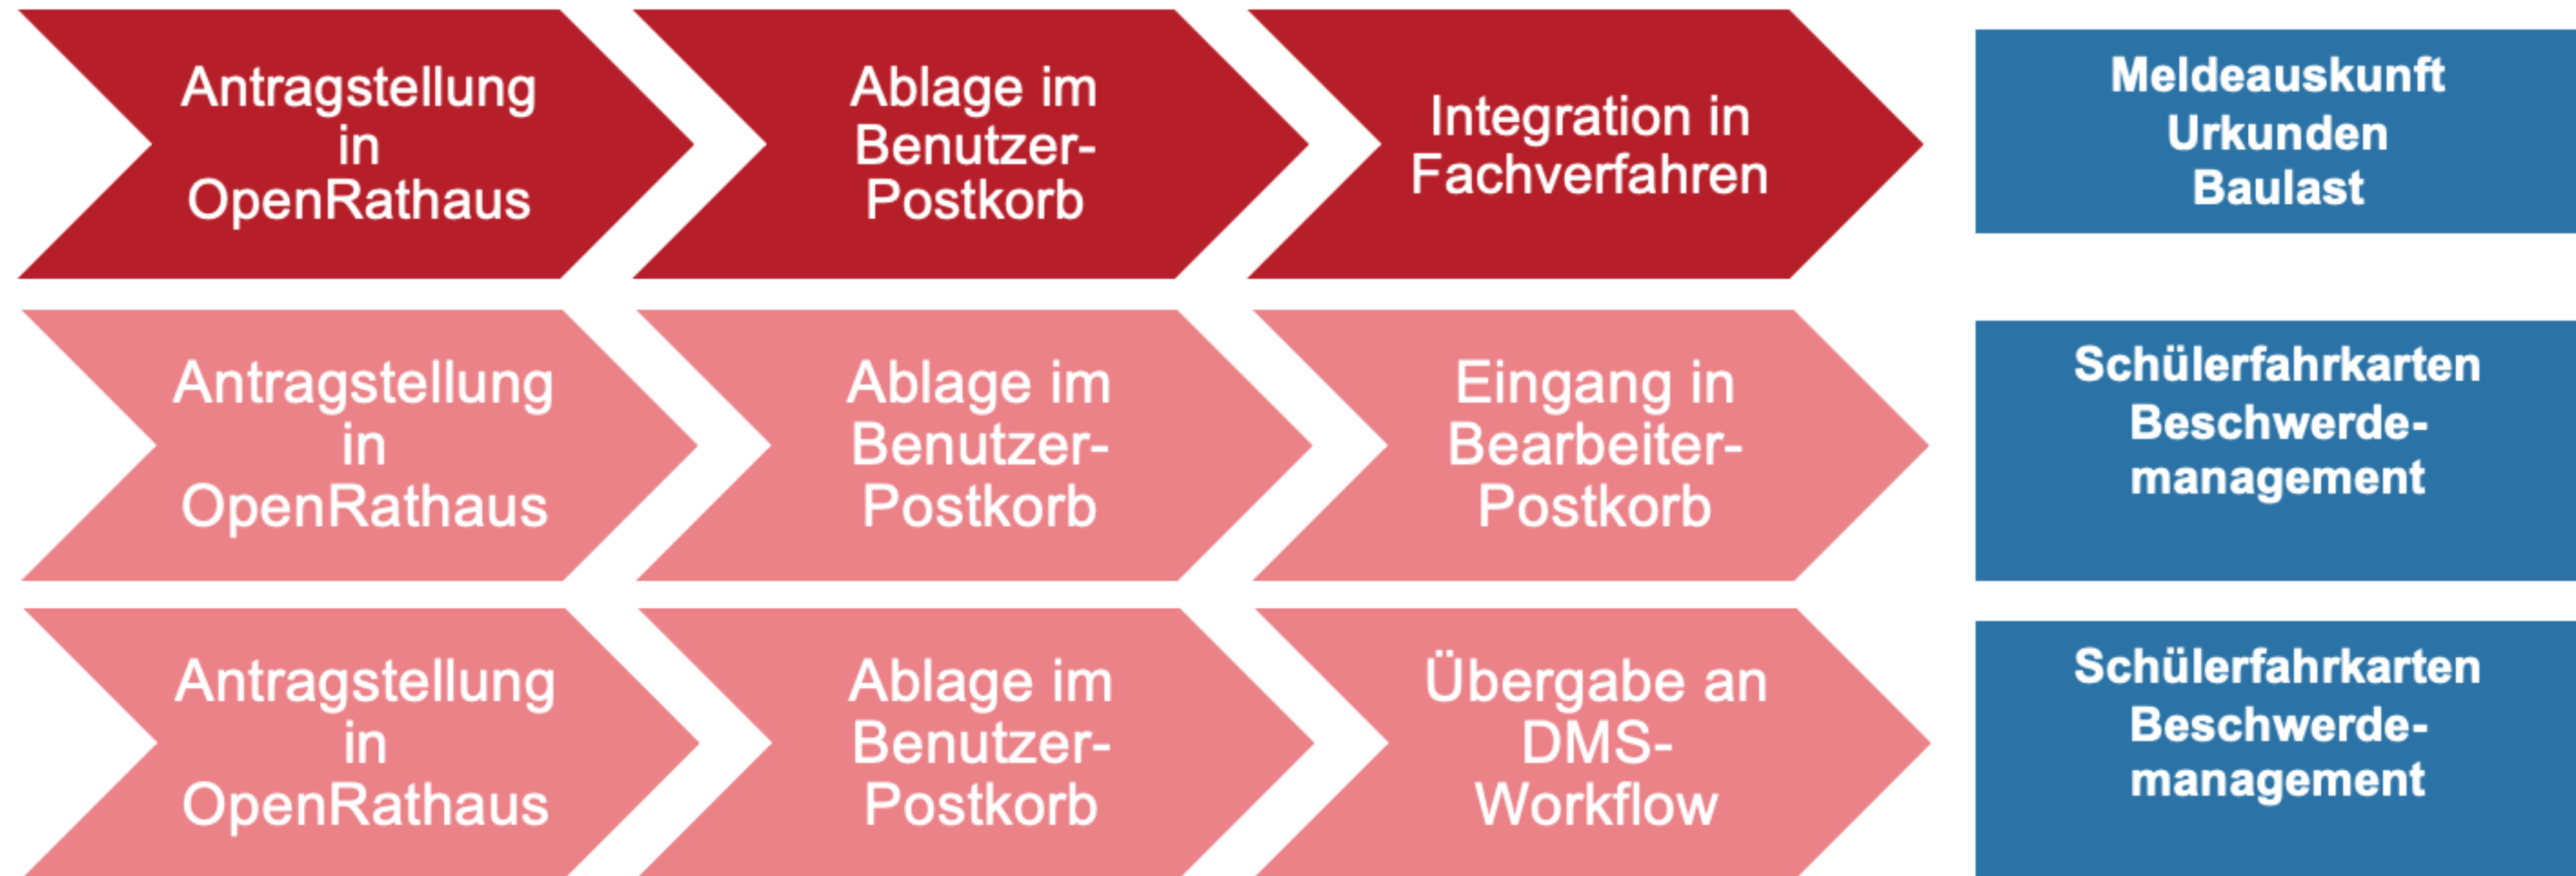 Antragstellung
in
OpenRathaus
Ablage im
Benutzer-
Postkorb
Integration in
Fachverfahren
Meldeauskunft
Urkunden
Baulast
Antragstellung
in
OpenRathaus
Ablage im
Benutzer-
Postkorb
Eingang in
Bearbeiter-
Postkorb
Schülerfahrkarten
Beschwerde-
management
Antragstellung
in
OpenRathaus
Ablage im
Benutzer-
Postkorb
Übergabe an
DMS-
Workflow
Schülerfahrkarten
Beschwerde-
management